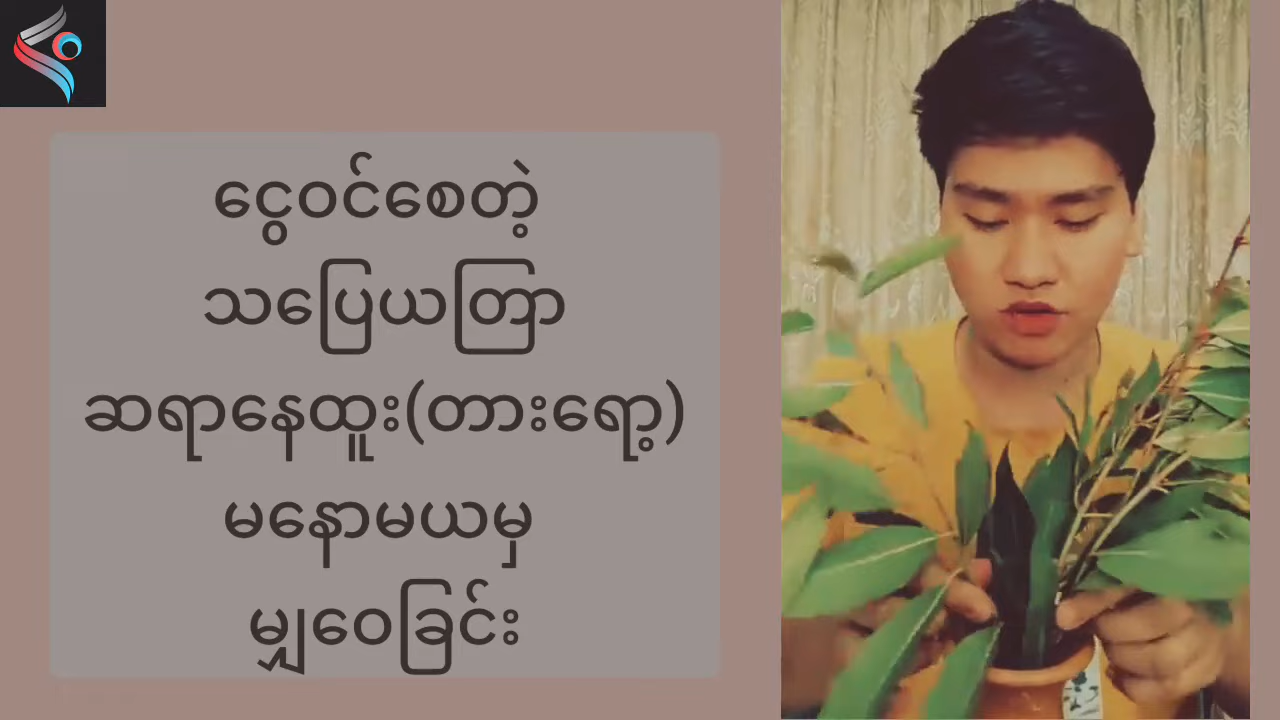 ငွေဝင်စေတဲ့
သပြေယတြာ
ဆရာနေထူး(တားရော့)
မနောမယမှ
မျှဝေခြင်း